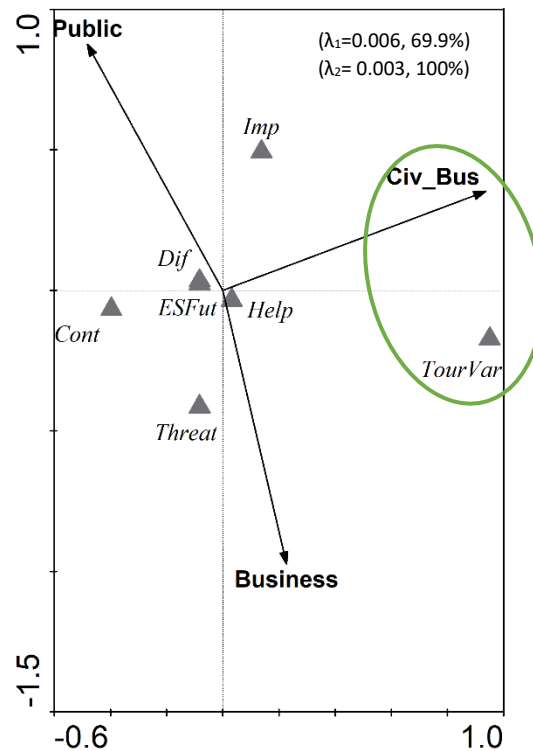 1.0
Public
(λ₁=0.006, 69.9%)
(λ₂= 0.003, 100%)
Imp
Civ_Bus
Dif
ESFut
Help
Cont
TourVar
Threat
Business
-1.5
-0.6
1.0